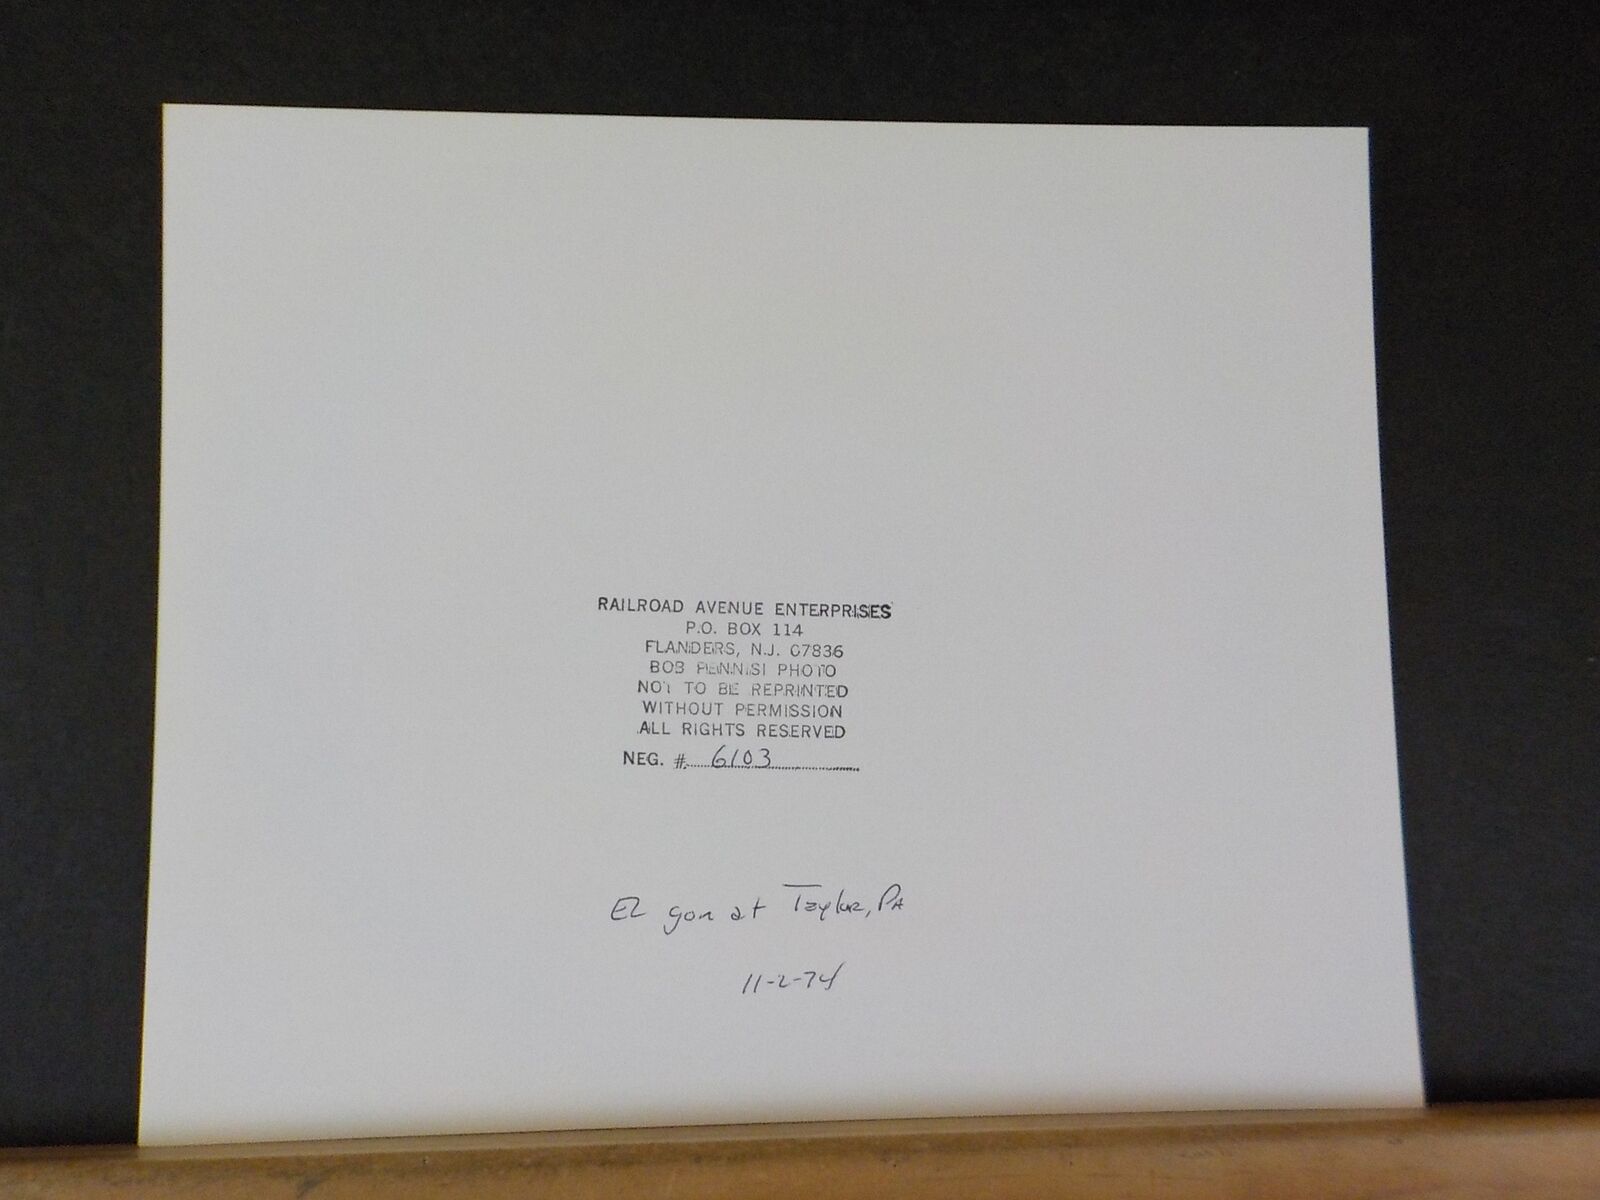 RAILROAD AVENUE ENTERPRISES
P.O. BOX 114
FLANDERS, N.J. 07836
BOB PENNISI PHOTO
NOT TO BE REPRINTED
WITHOUT PERMISSION
ALL RIGHTS RESERVED
NEG. # 6103
EL gon at Taylor, PA
11-2-74